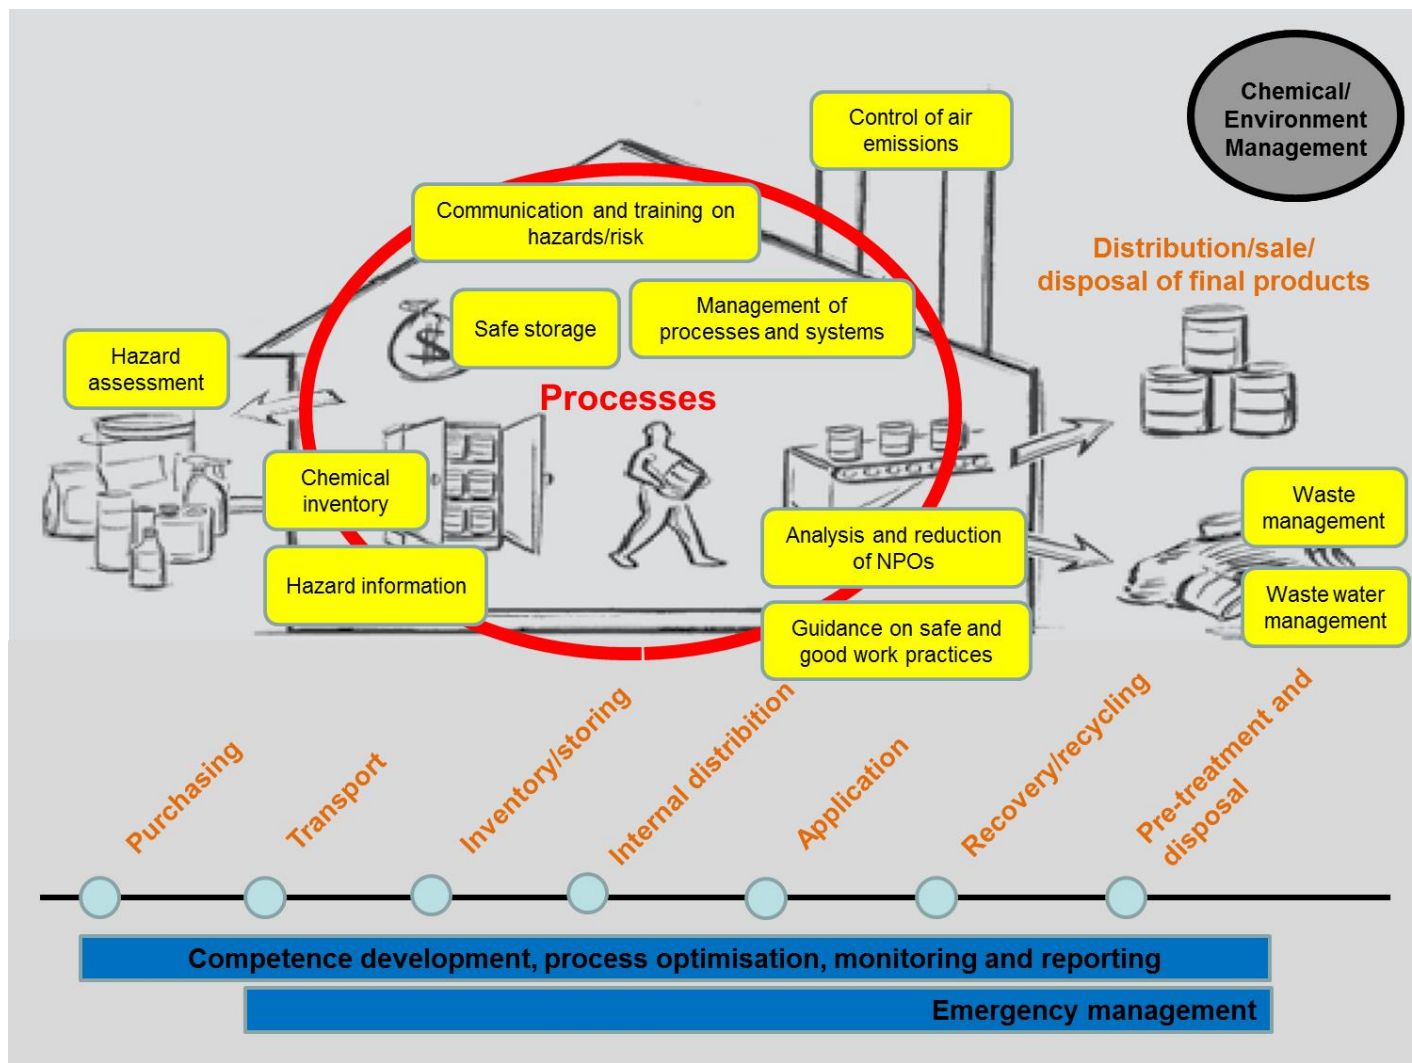 Chemical/
Environment
Management
Control of air
emissions
Communication and training on
hazards/risk
Distribution/sale/
disposal of final products
Safe storage
Management of
processes and systems
Hazard
assessment
$
Processes
Chemical
inventory
Hazard information
Analysis and reduction
of NPOs
Waste
management
Guidance on safe and
good work practices
Waste water
management
Purchasing
Transport
Inventory/storing
Internal distribition
Application
Recovery/recycling
Pre-treatment and
disposal
Competence development, process optimisation, monitoring and reporting
Emergency management